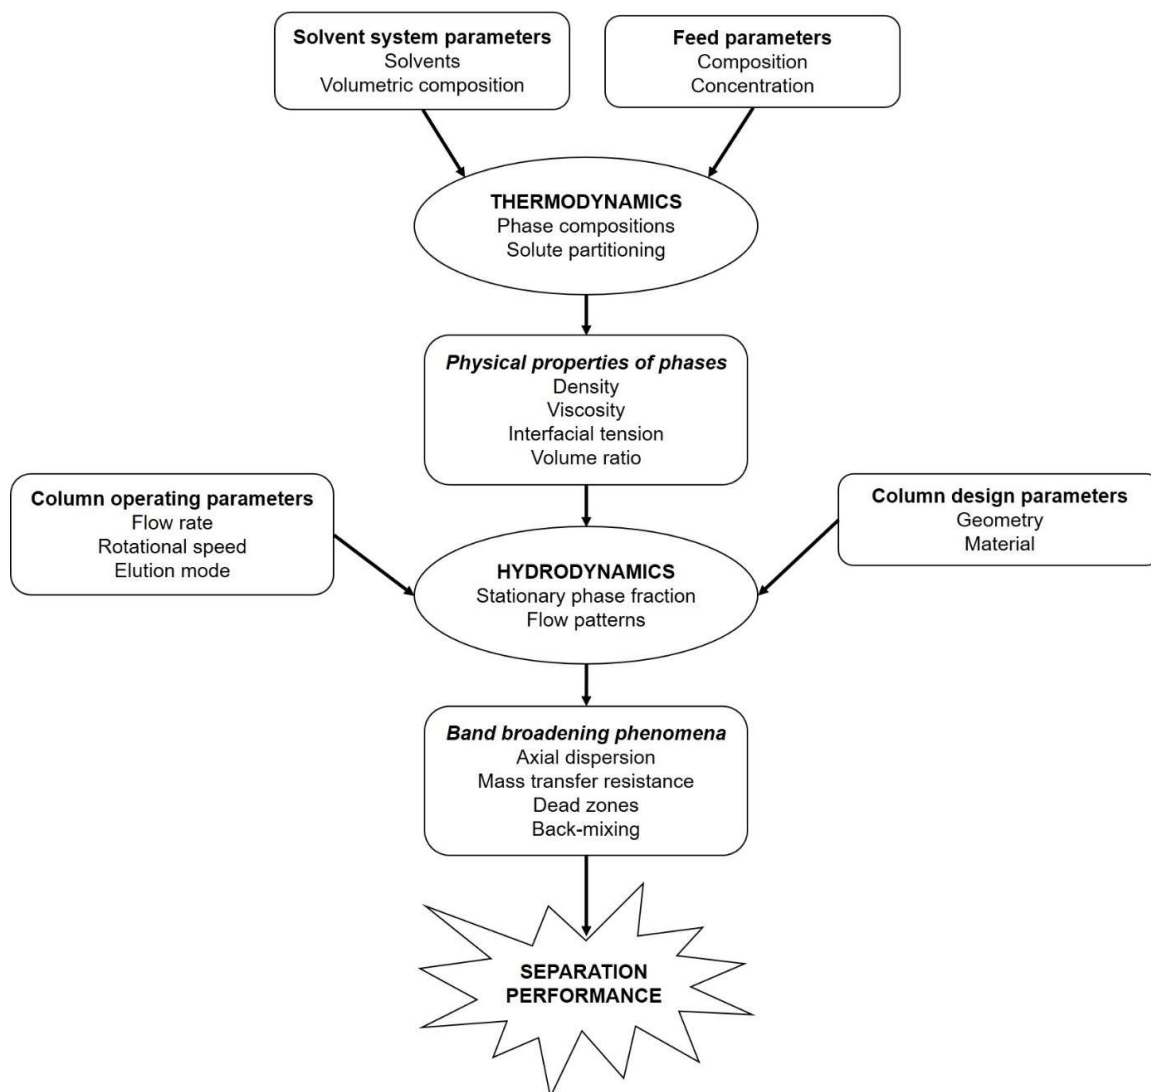 Solvent system parameters
Solvents
Volumetric composition
Feed parameters
Composition
Concentration
THERMODYNAMICS
Phase compositions
Solute partitioning
Physical properties of phases
Density
Viscosity
Interfacial tension
Volume ratio
Column operating parameters
Flow rate
Rotational speed
Elution mode
Column design parameters
Geometry
Material
HYDRODYNAMICS
Stationary phase fraction
Flow patterns
Band broadening phenomena
Axial dispersion
Mass transfer resistance
Dead zones
Back-mixing
SEPARATION
PERFORMANCE